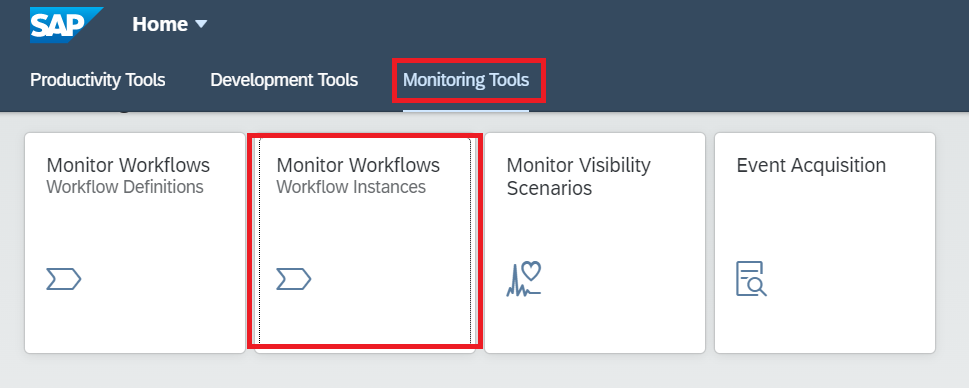 SAP
Home
Productivity Tools
Development Tools
Monitoring Tools
Monitor Workflows
Workflow Definitions
Monitor Workflows
Workflow Instances
Monitor Visibility
Scenarios
Event Acquisition